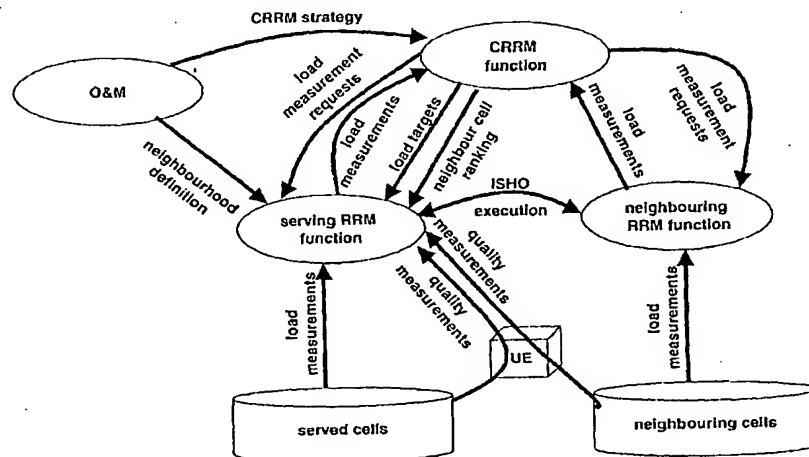 CRRM strategy
CRRM
function
O&M
load
measurement
requests
load
measurements
load targets
neighbour cell
ranking
load
measurements
load
measurement
requests
neighbourhood
definition
ISHO
execution
serving RRM
function
neighbouring
RRM function
quality
measurements
quality
measurements
load
measurements
load
measurements
UE
served cells
neighbouring cells